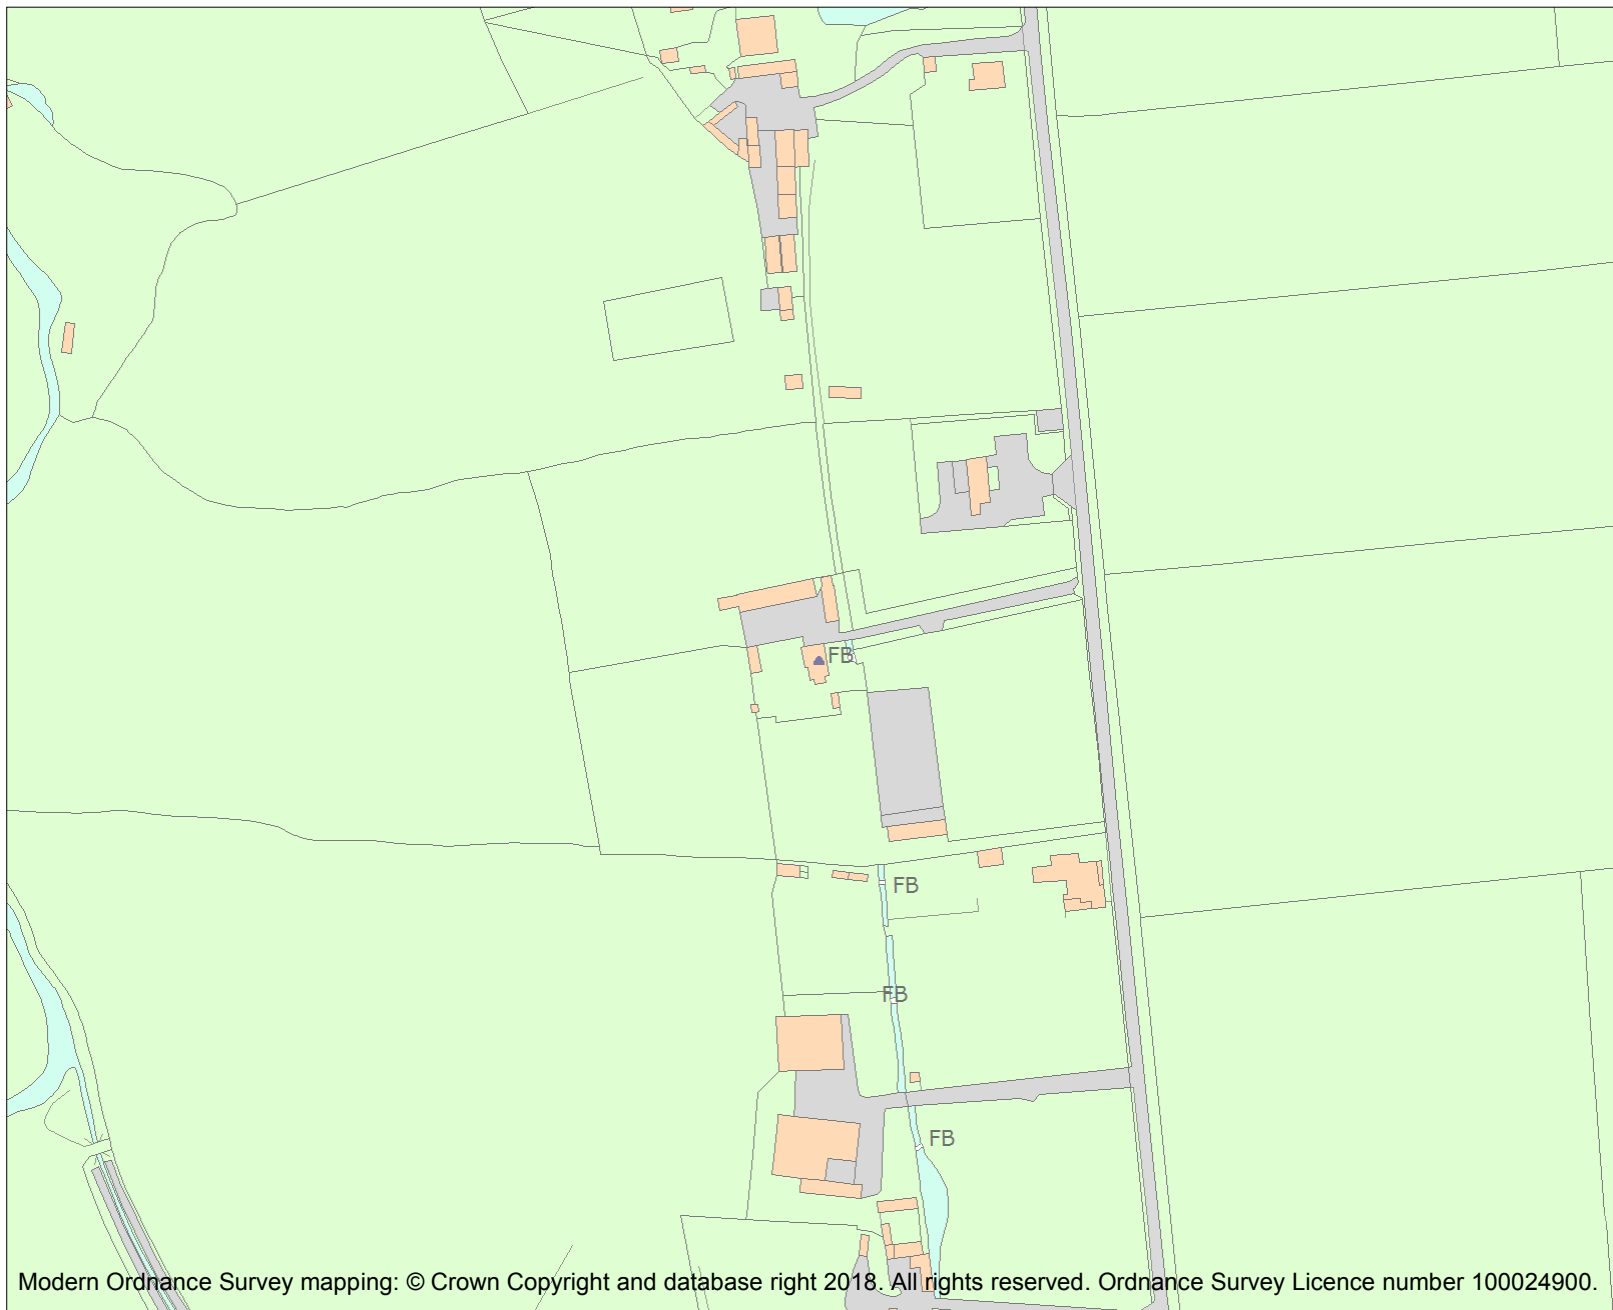 FB
FB
FB
FB
Modern Ordnance Survey mapping: © Crown Copyright and database right 2018. All rights reserved. Ordnance Survey Licence number 100024900.